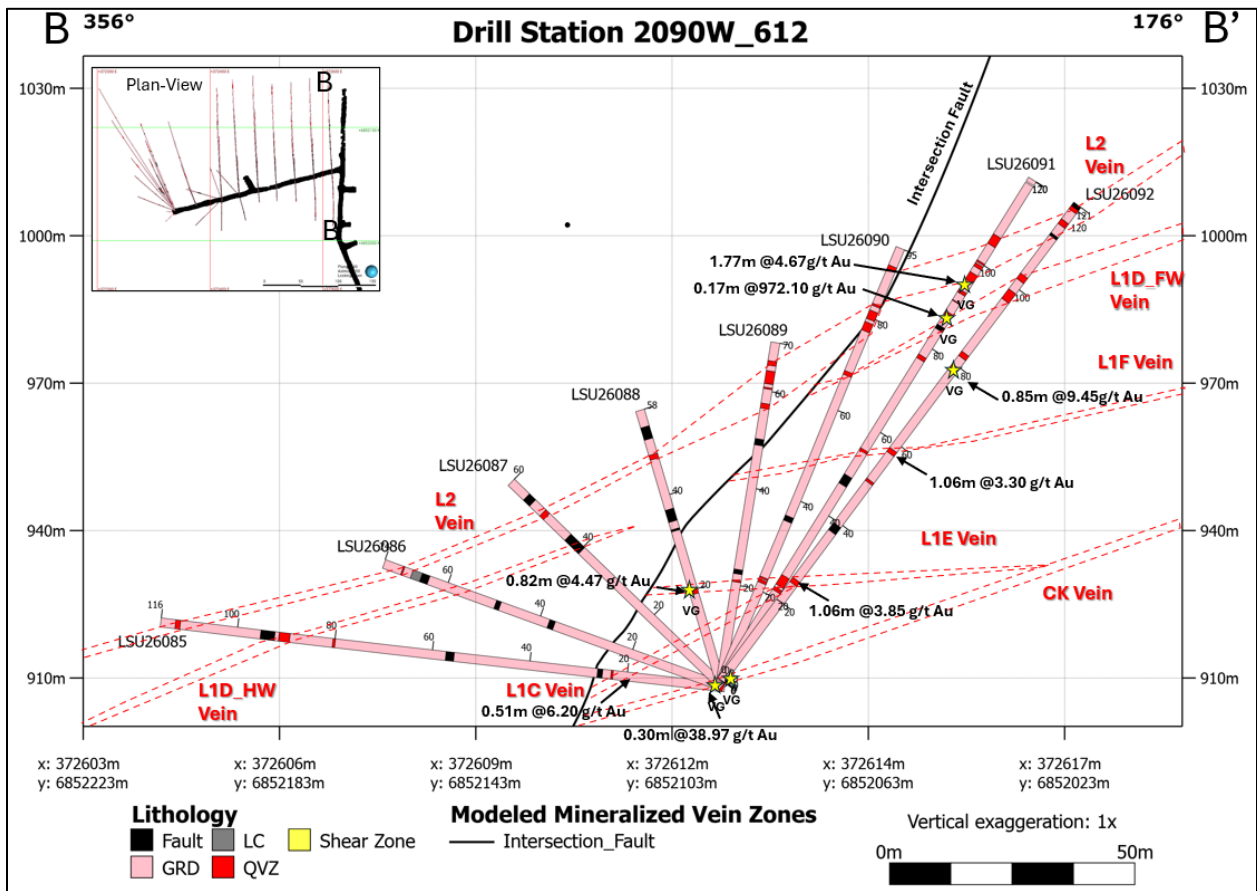 B 356°
Drill Station 2090W_612
176° B'
Plan-View
B
B
1030m
1030m
1000m
1000m
970m
970m
940m
940m
910m
910m
Intersection Fault
LSU26091
120
L2
Vein
LSU26092
121
120
LSU26090
95
1.77m @4.67g/t Au
100
VG
0.17m @972.10 g/t Au
VG
L1D_FW
Vein
100
LSU26089
70
80
80
L1F Vein
80
VG
0.85m @9.45g/t Au
LSU26088
58
60
60
60
60
1.06m @3.30 g/t Au
LSU26087
60
40
40
L2
Vein
40
40
40
40
L1E Vein
LSU26086
60
0.82m @4.47 g/t Au
20
VG
20
20
20
20
1.06m @3.85 g/t Au
CK Vein
116
100
80
60
40
40
20
20
LSU26085
L1D_HW
Vein
L1C Vein
0.51m @6.20 g/t Au
VG
VG
0.30m@38.97 g/t Au
x: 372603m
y: 6852223m
x: 372606m
y: 6852183m
x: 372609m
y: 6852143m
x: 372612m
y: 6852103m
x: 372614m
y: 6852063m
x: 372617m
y: 6852023m
Lithology
Fault
LC
Shear Zone
GRD
QVZ
Modeled Mineralized Vein Zones
Intersection_Fault
Vertical exaggeration: 1x
0m
50m